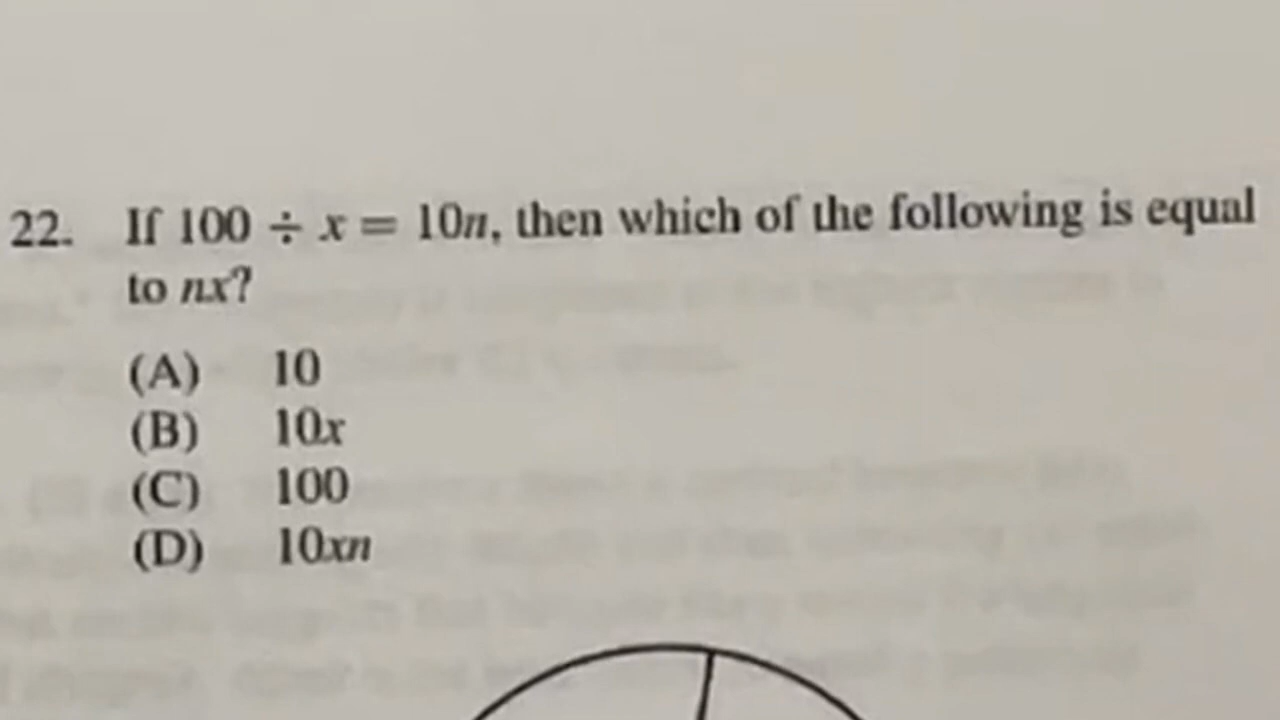 22. If 100 ÷ x = 10n, then which of the following is equal
to nx?
(A) 10
(B) 10x
(C) 100
(D) 10xn